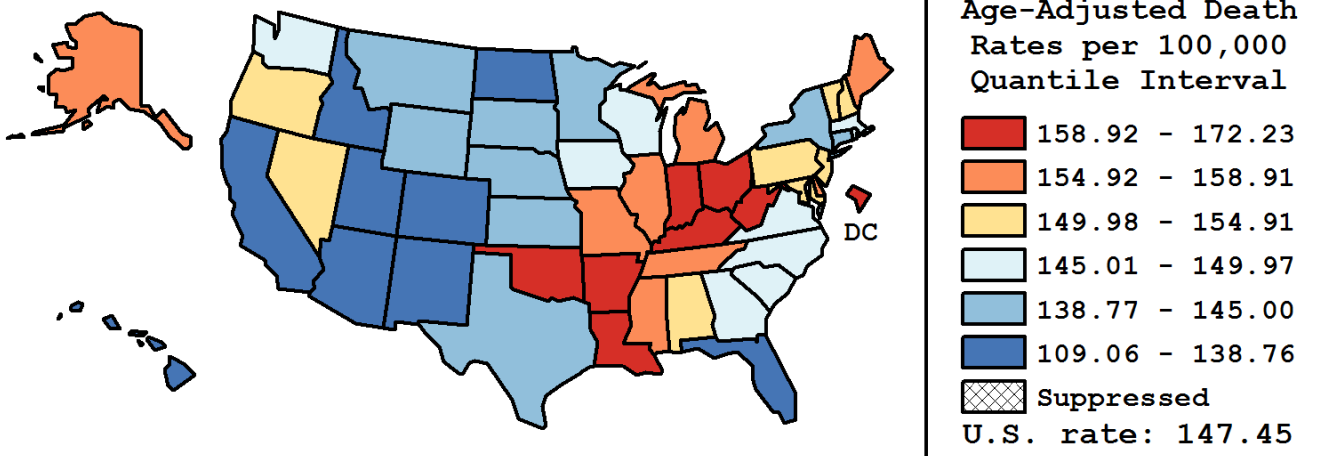 DC
Age-Adjusted Death
Rates per 100,000
Quantile Interval
158.92 - 172.23
154.92 - 158.91
149.98 - 154.91
145.01 - 149.97
138.77 - 145.00
109.06 - 138.76
Suppressed
U.S. rate: 147.45